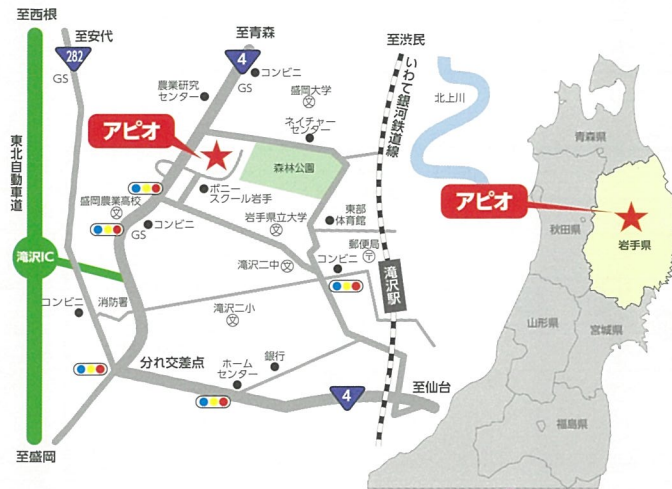 至西根
至安代
282
GS
至青森
4
コンビニ
GS
農業研究
センター
盛岡大学
文
至渋民
いわて銀河鉄道線
北上川
ネイチャー
センター
アピオ
森林公園
東北自動車道
盛岡農業高校
文
ポニー
スクール岩手
コンビニ
GS
岩手県立大学
文
東部
体育館
郵便局
〒
滝沢IC
滝沢二中
文
コンビニ
滝沢駅
コンビニ
消防署
滝沢二小
文
分れ交差点
ホーム
センター
銀行
4
至仙台
至盛岡
青森県
アピオ
秋田県
岩手県
山形県
宮城県
福島県